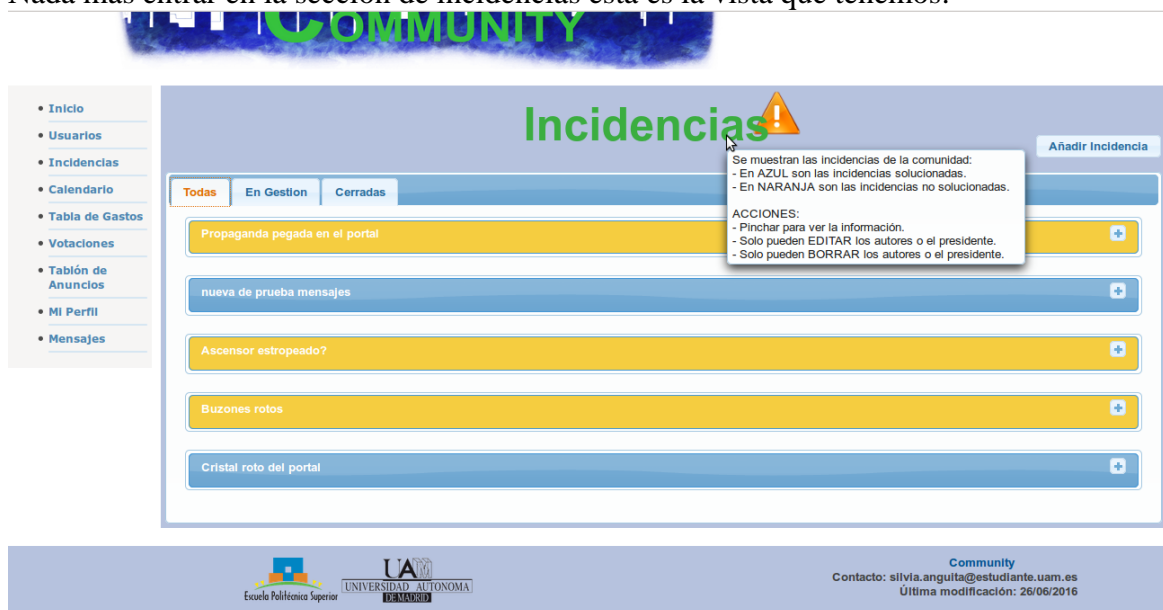 Nada más entrar en la sección de incidencias esta es la vista que tenemos:
COMMUNITY
Inicio
Usuarios
Incidencias
Calendario
Tabla de Gastos
Votaciones
Tablón de
Anuncios
Mi Perfil
Mensajes
Incidencias
Añadir Incidencia
Se muestran las incidencias de la comunidad:
- En AZUL son las incidencias solucionadas.
- En NARANJA son las incidencias no solucionadas.
ACCIONES:
- Pinchar para ver la información.
- Solo pueden EDITAR los autores o el presidente.
- Solo pueden BORRAR los autores o el presidente.
Todas En Gestion Cerradas
Propaganda pegada en el portal
nueva de prueba mensajes
Ascensor estropeado?
Buzones rotos
Cristal roto del portal
Escuela Politécnica Superior
UA
UNIVERSIDAD AUTONOMA
DE MADRID
Community
Contacto: silvia.anguita@estudiante.uam.es
Última modificación: 26/06/2016